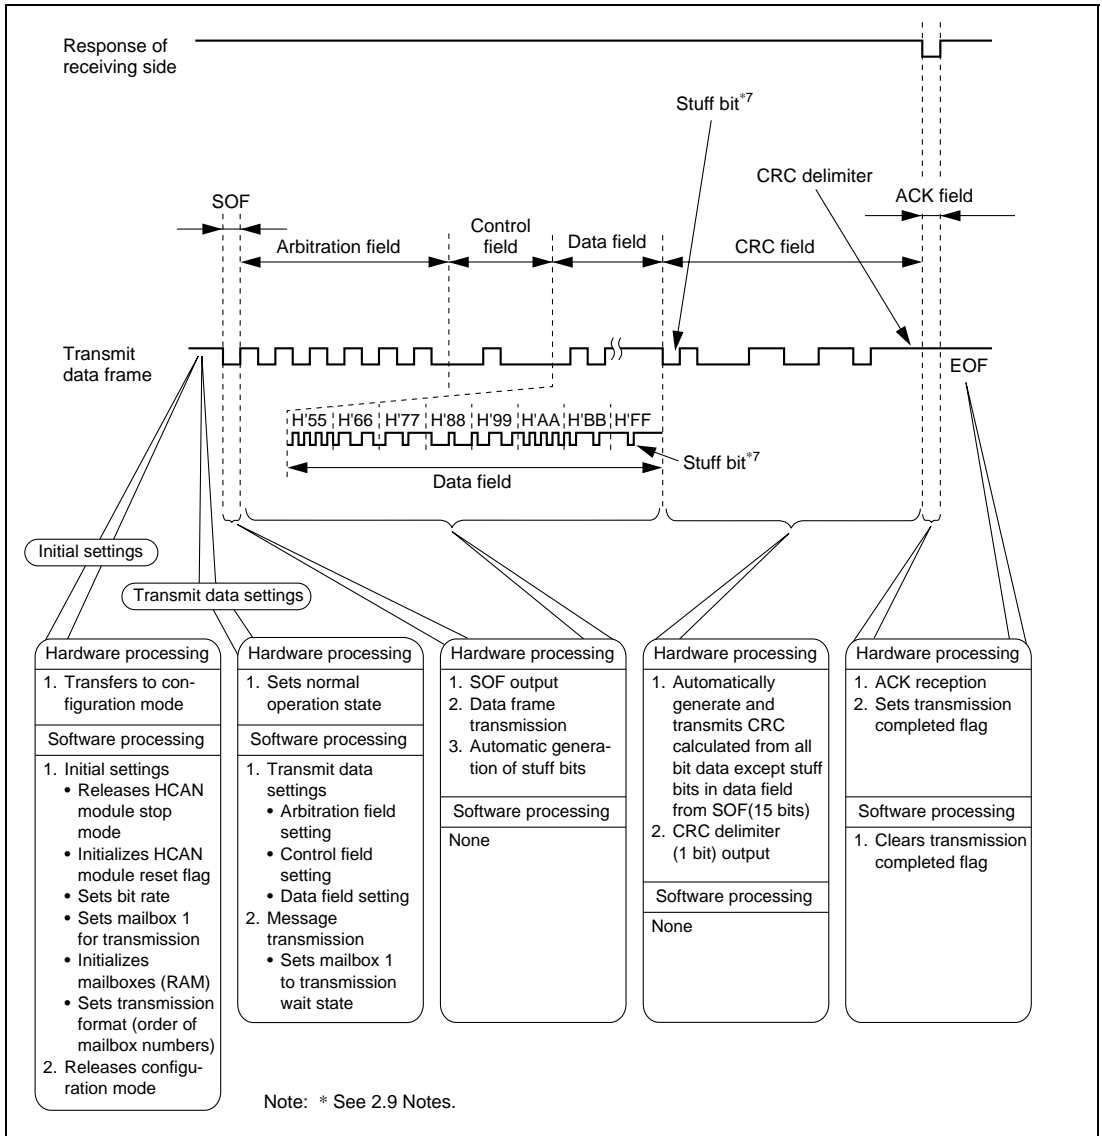 Response of
receiving side
Stuff bit*7
CRC delimiter
SOF
ACK field
Arbitration field
Control
field
Data field
CRC field
Transmit
data frame
EOF
H'55 H'66 H'77 H'88 H'99 H'AA H'BB H'FF
Stuff bit*7
Data field
Initial settings
Transmit data settings
Hardware processing
1. Transfers to con-
figuration mode
Software processing
1. Initial settings
• Releases HCAN
module stop
mode
• Initializes HCAN
module reset flag
• Sets bit rate
• Sets mailbox 1
for transmission
• Initializes
mailboxes (RAM)
• Sets transmission
format (order of
mailbox numbers)
2. Releases configu-
ration mode
Hardware processing
1. Sets normal
operation state
Software processing
1. Transmit data
settings
• Arbitration field
setting
• Control field
setting
• Data field setting
2. Message
transmission
• Sets mailbox 1
to transmission
wait state
Hardware processing
1. SOF output
2. Data frame
transmission
3. Automatic genera-
tion of stuff bits
Software processing
None
Hardware processing
1. Automatically
generate and
transmits CRC
calculated from all
bit data except stuff
bits in data field
from SOF(15 bits)
2. CRC delimiter
(1 bit) output
Software processing
None
Hardware processing
1. ACK reception
2. Sets transmission
completed flag
Software processing
1. Clears transmission
completed flag
Note: * See 2.9 Notes.